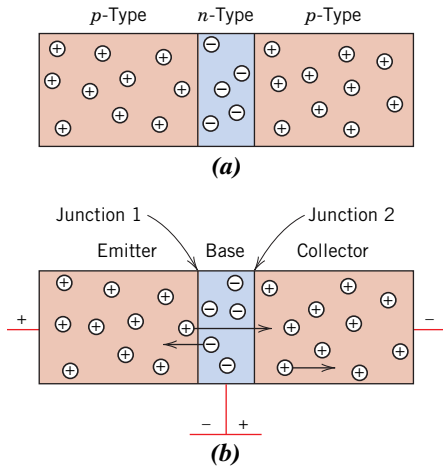 p-Type n-Type p-Type
(a)
Junction 1 Junction 2
Emitter Base Collector
+ −
− +
(b)